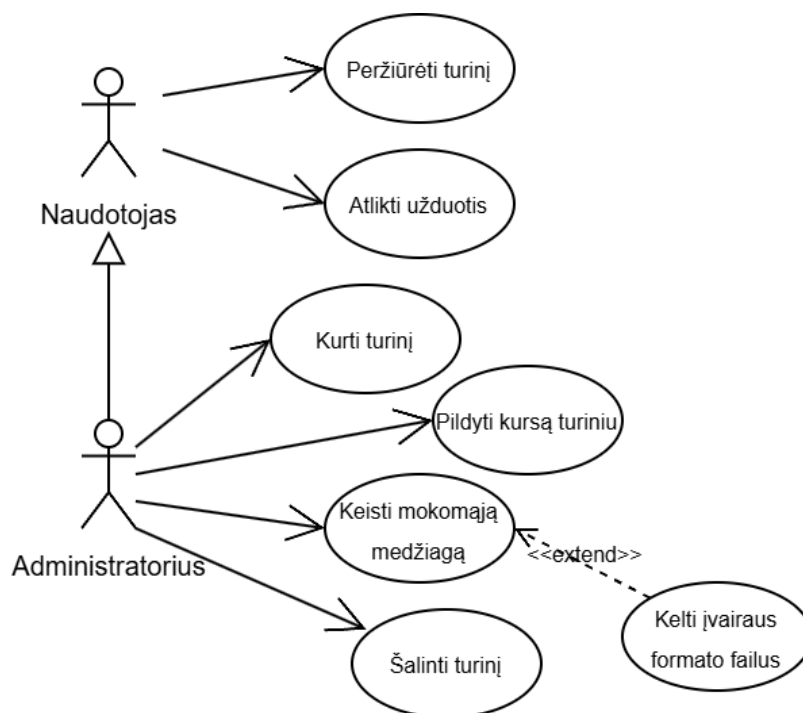 Peržiūrėti turinį
Naudotojas
Atlikti užduotis
Kurti turinį
Pildyti kursą turiniu
Keisti mokomąją
medžiagą
<<extend>>
Administratorius
Kelti įvairaus
formato failus
Šalinti turinį